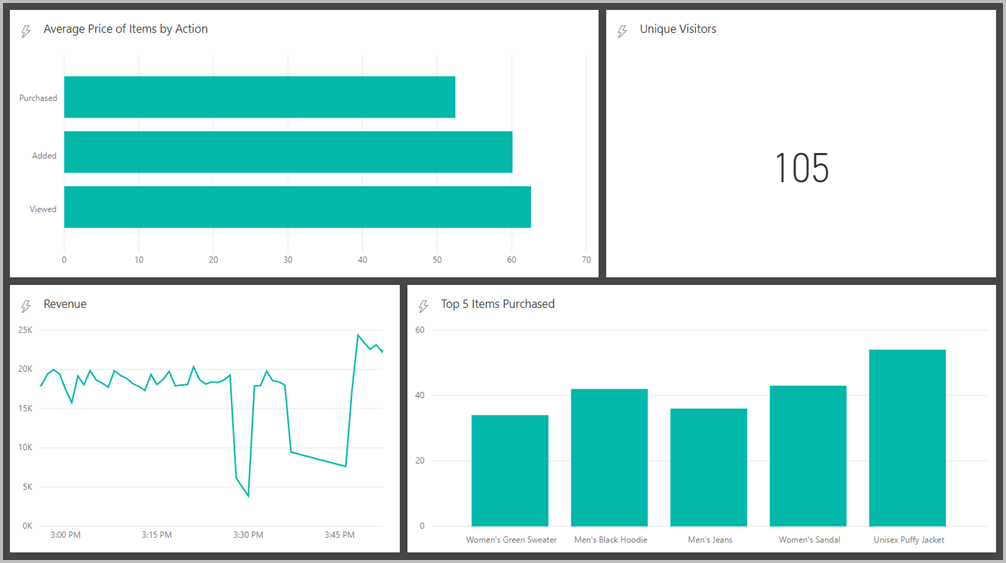 Average Price of Items by Action
Purchased
Added
Viewed
0 10 20 30 40 50 60 70
Unique Visitors
105
Revenue
25K
20K
15K
10K
5K
0K
3:00 PM 3:15 PM 3:30 PM 3:45 PM
Top 5 Items Purchased
60
40
20
0
Women's Green Sweater Men's Black Hoodie Men's Jeans Women's Sandal Unisex Puffy Jacket